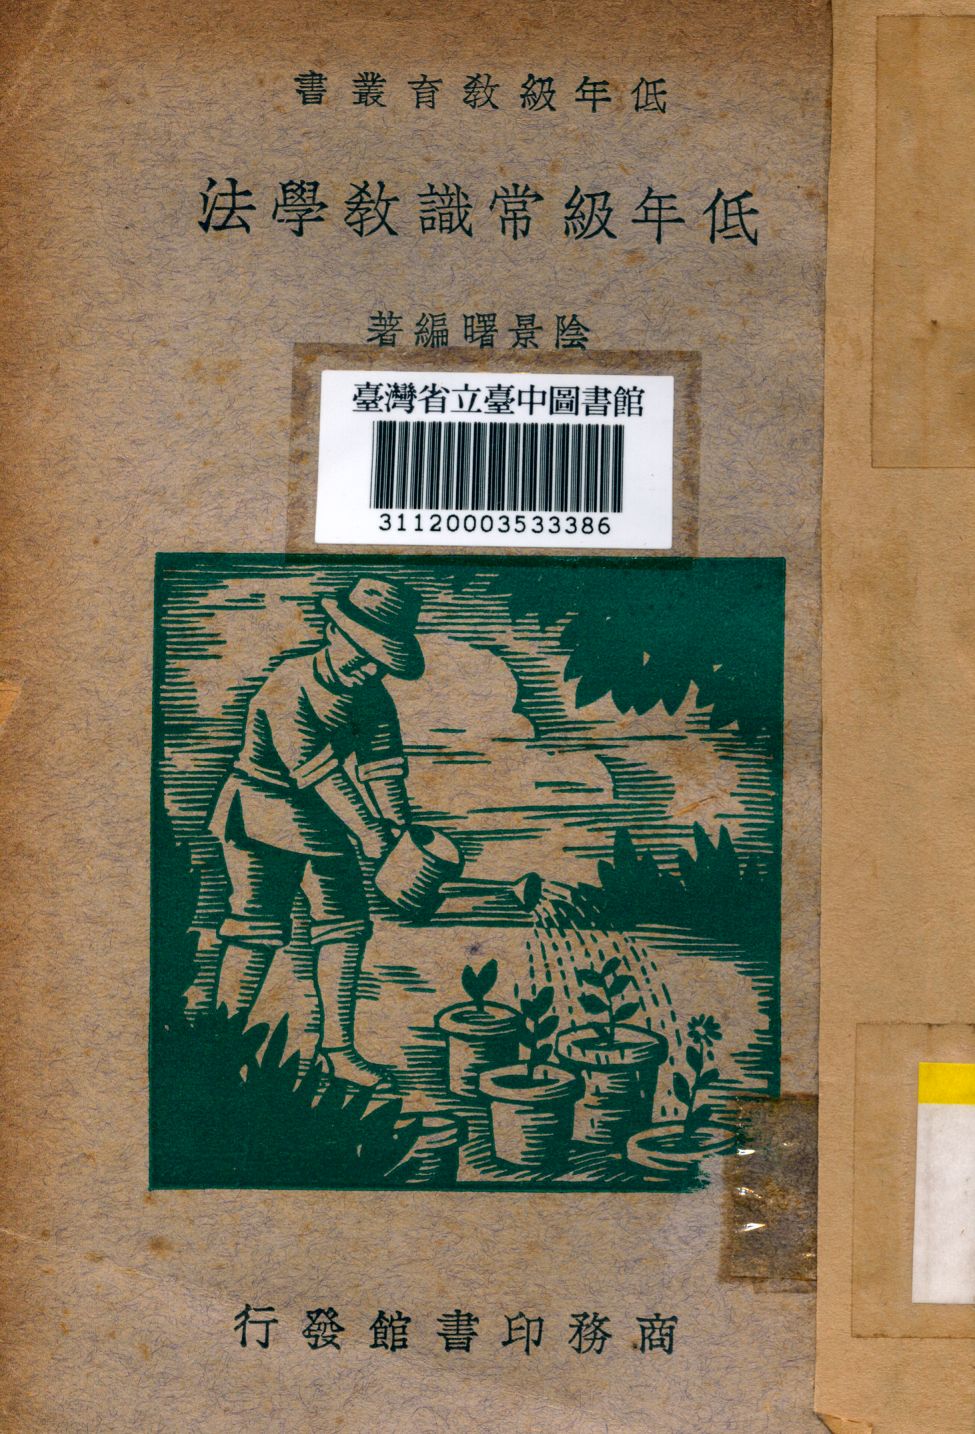 低年級教育叢書
低年級常識教學法
陰景曙編著
臺灣省立臺中圖書館
31120003533386
商務印書館發行